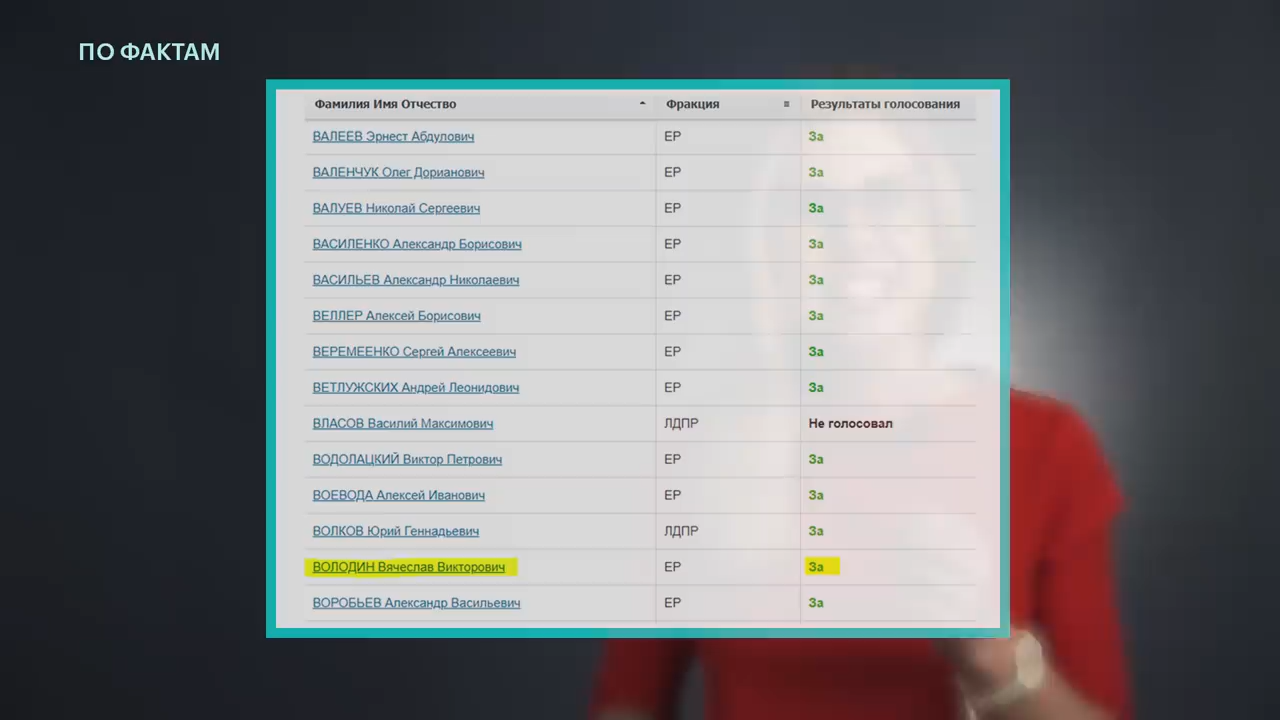 ПО ФАКТАМ
Фамилия Имя Отчество Фракция Результаты голосования
ВАЛЕЕВ Эрнест Абдулович ЕР За
ВАЛЕНЧУК Олег Дорианович ЕР За
ВАЛУЕВ Николай Сергеевич ЕР За
ВАСИЛЕНКО Александр Борисович ЕР За
ВАСИЛЬЕВ Александр Николаевич ЕР За
ВЕЛЛЕР Алексей Борисович ЕР За
ВЕРЕМЕЕНКО Сергей Алексеевич ЕР За
ВЕТЛУЖСКИХ Андрей Леонидович ЕР За
ВЛАСОВ Василий Максимович ЛДПР Не голосовал
ВОДОЛАЦКИЙ Виктор Петрович ЕР За
ВОЕВОДА Алексей Иванович ЕР За
ВОЛКОВ Юрий Геннадьевич ЛДПР За
ВОЛОДИН Вячеслав Викторович ЕР За
ВОРОБЬЕВ Александр Васильевич ЕР За